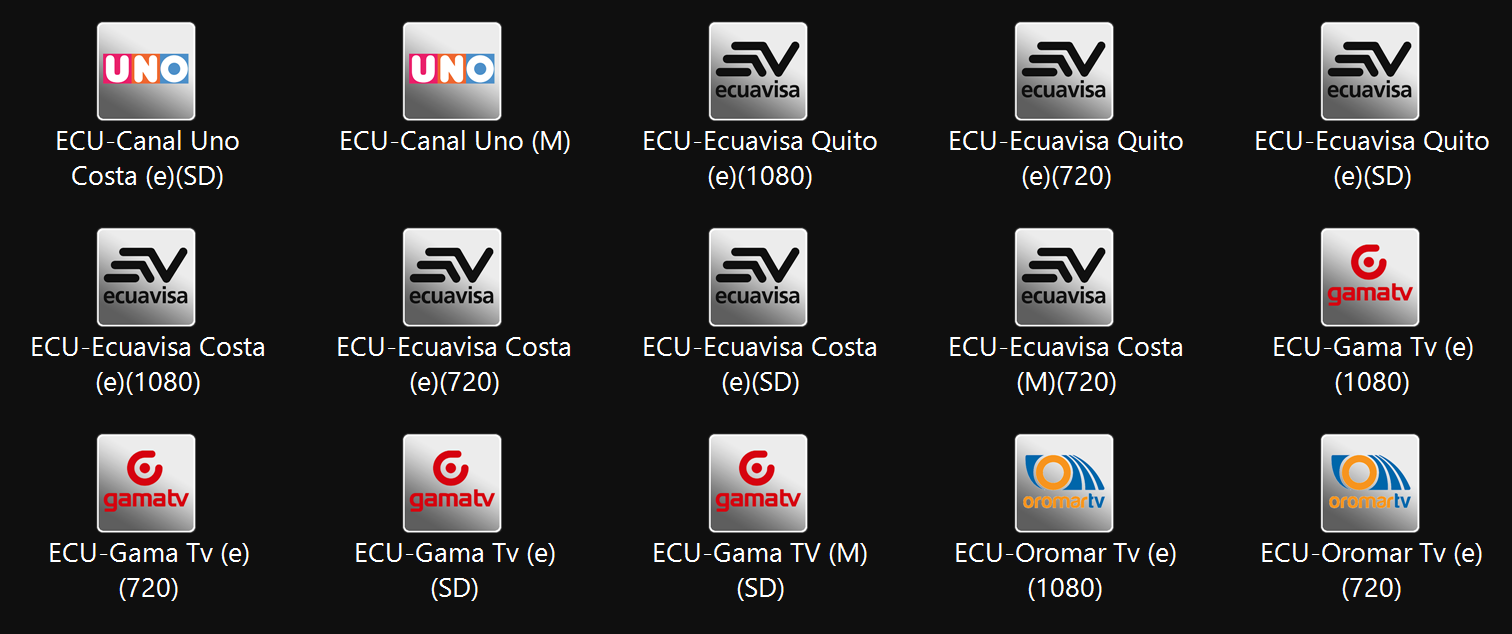 UNO
ECU-Canal Uno
Costa (e)(SD)
UNO
ECU-Canal Uno (M)
ecuavisa
ECU-Ecuavisa Quito
(e)(1080)
ecuavisa
ECU-Ecuavisa Quito
(e)(720)
ecuavisa
ECU-Ecuavisa Quito
(e)(SD)
ecuavisa
ECU-Ecuavisa Costa
(e)(1080)
ecuavisa
ECU-Ecuavisa Costa
(e)(720)
ecuavisa
ECU-Ecuavisa Costa
(e)(SD)
ecuavisa
ECU-Ecuavisa Costa
(M)(720)
gamatv
ECU-Gama Tv (e)
(1080)
gamatv
ECU-Gama Tv (e)
(720)
gamatv
ECU-Gama Tv (e)
(SD)
gamatv
ECU-Gama TV (M)
(SD)
oromartv
ECU-Oromar Tv (e)
(1080)
oromartv
ECU-Oromar Tv (e)
(720)